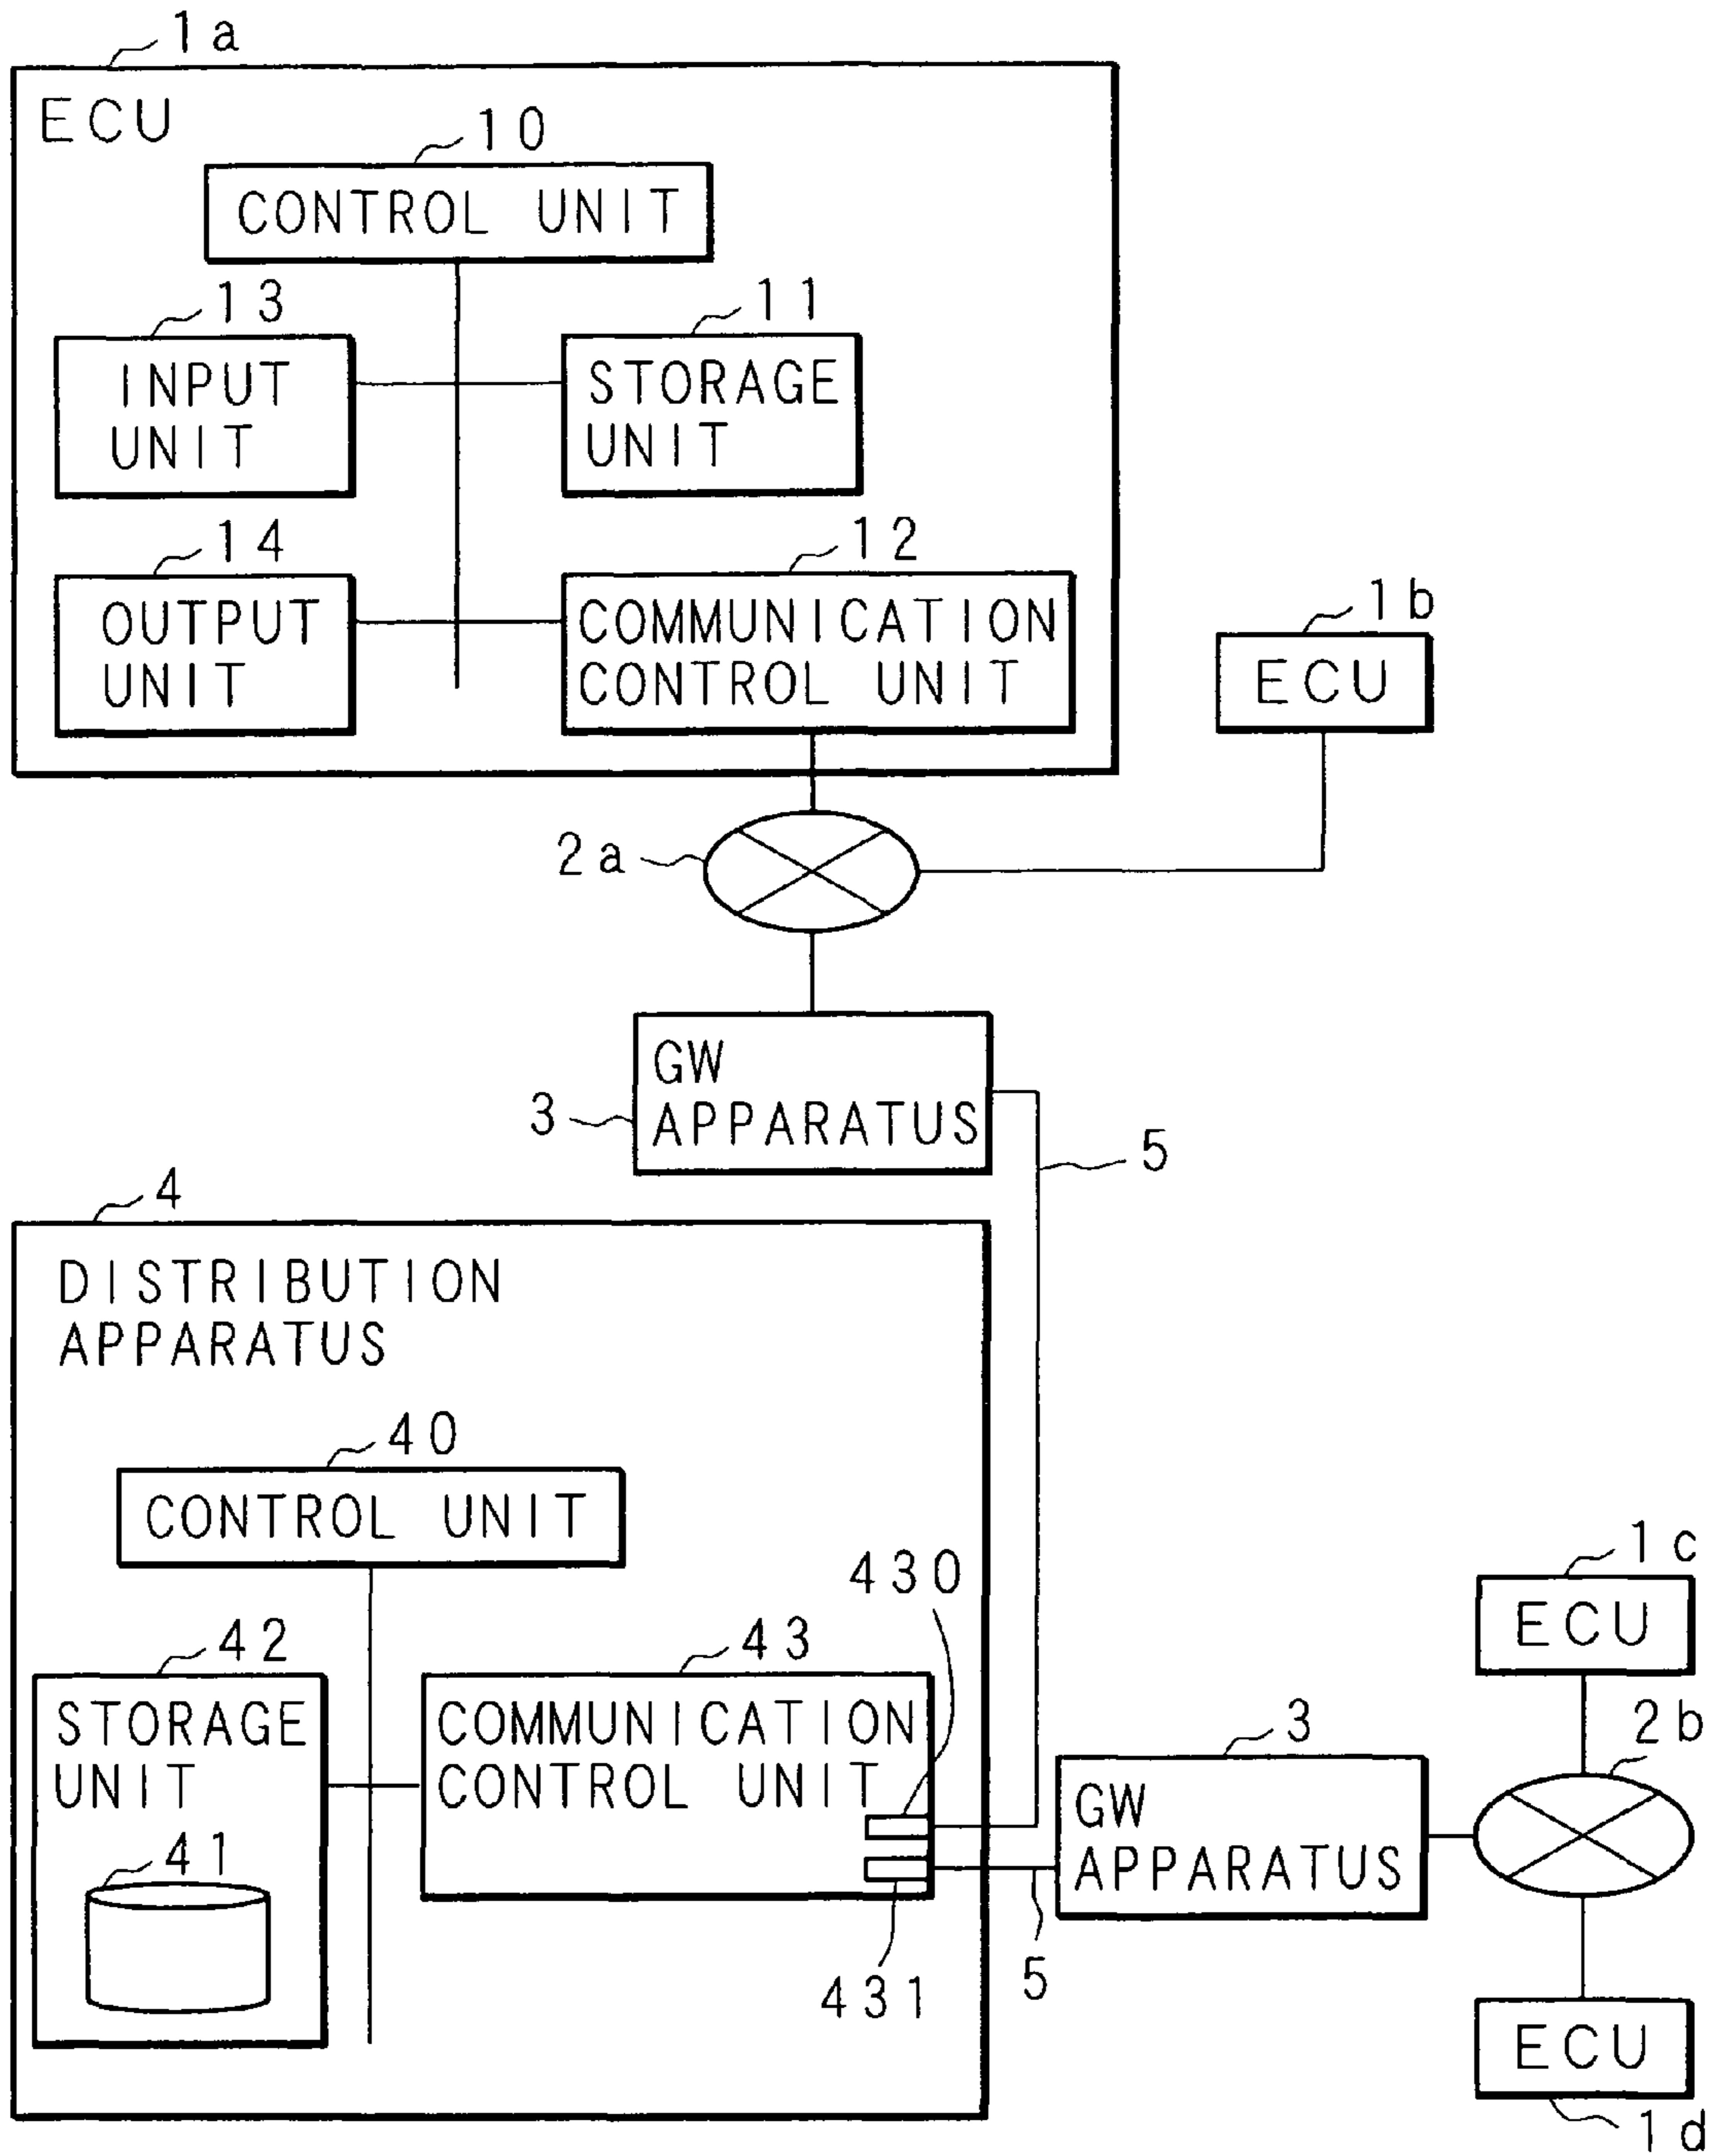 1a
ECU
10
CONTROL UNIT
13
INPUT
UNIT
11
STORAGE
UNIT
14
OUTPUT
UNIT
12
COMMUNICATION
CONTROL UNIT
1b
ECU
2a
GW
APPARATUS
3
5
4
DISTRIBUTION
APPARATUS
40
CONTROL UNIT
430
42
STORAGE
UNIT
41
43
COMMUNICATION
CONTROL UNIT
431
5
3
GW
APPARATUS
1c
ECU
2b
ECU
1d